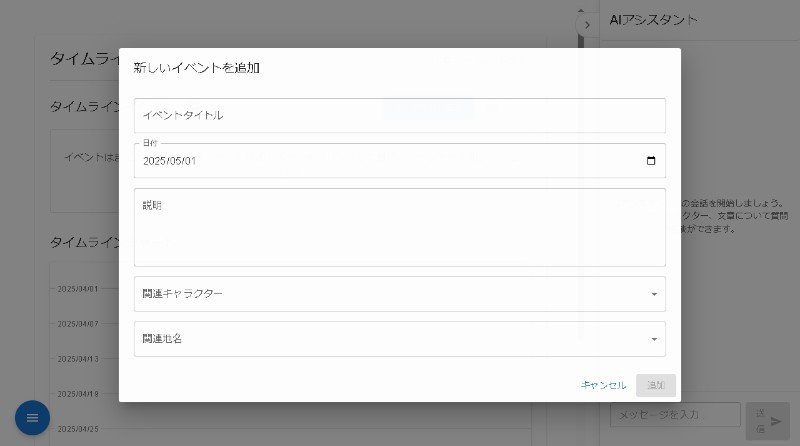 AIアシスタント
タイムライ
新しいイベントを追加
タイムライン
イベントタイトル
日付
2025/05/01
イベントは
説明
の会話を開始しましょう。
クター、文章について質問
ができます。
タイムライン
2025/04/01
関連キャラクター
2025/04/07
関連地名
2025/04/13
キャンセル
追加
2025/04/19
メッセージを入力
送信
2025/04/25